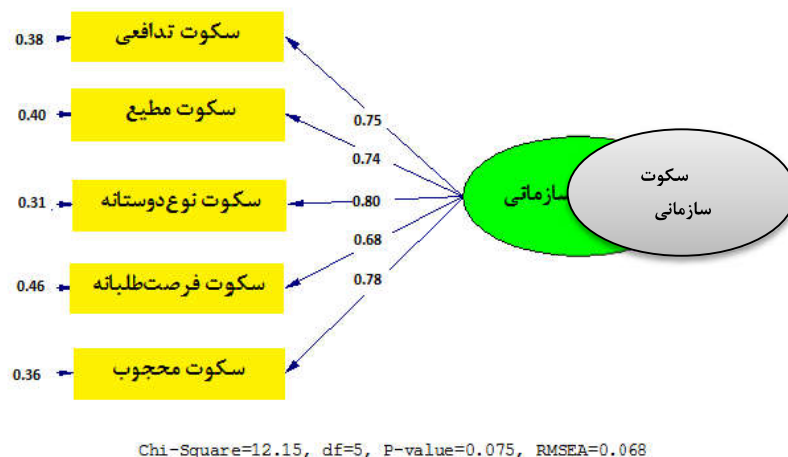 0.38
سکوت تدافعی
0.40
سکوت مطیع
0.31
سکوت نوع‌دوستانه
0.46
سکوت فرصت‌طلبانه
0.36
سکوت محجوب
0.75
0.74
0.80
0.68
0.78
سازمانی
سکوت
سازمانی
Chi-Square=12.15, df=5, P-value=0.075, RMSEA=0.068